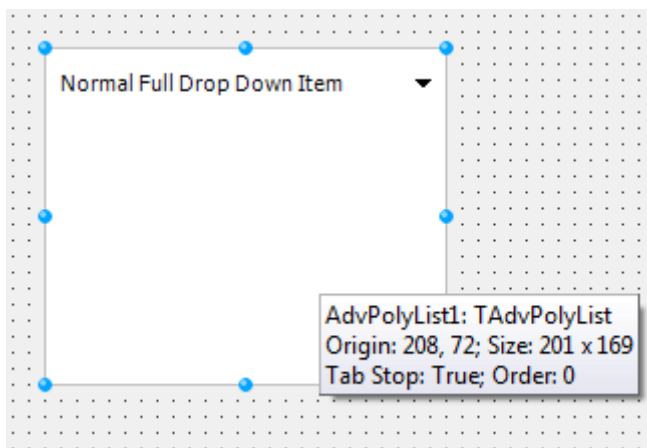 Normal Full Drop Down Item
AdvPolyList1: TAdvPolyList
Origin: 208, 72; Size: 201 x 169
Tab Stop: True; Order: 0